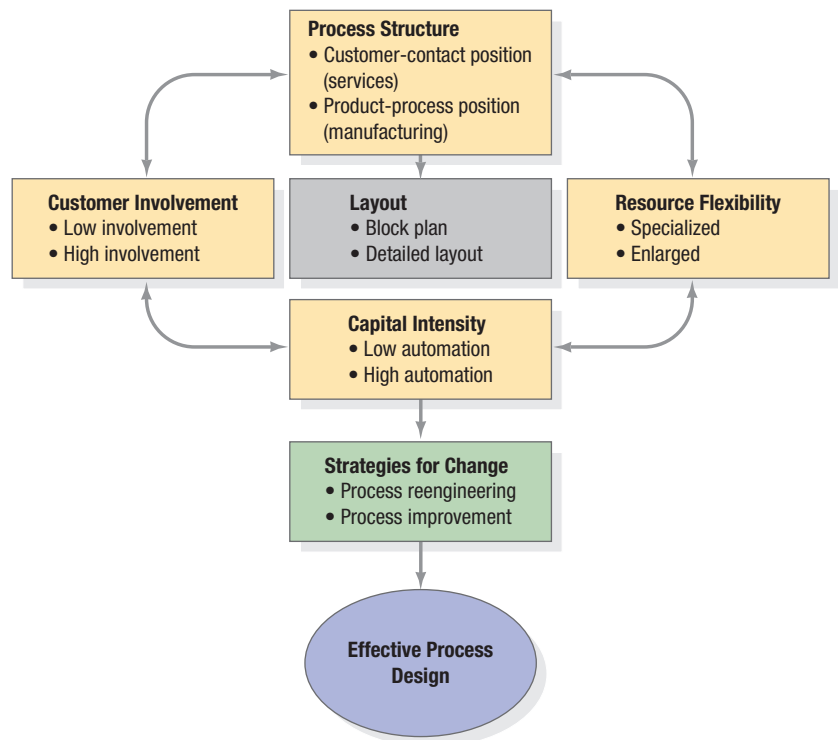 Process Structure
• Customer-contact position
(services)
• Product-process position
(manufacturing)
Customer Involvement
• Low involvement
• High involvement
Layout
• Block plan
• Detailed layout
Resource Flexibility
• Specialized
• Enlarged
Capital Intensity
• Low automation
• High automation
Strategies for Change
• Process reengineering
• Process improvement
Effective Process
Design